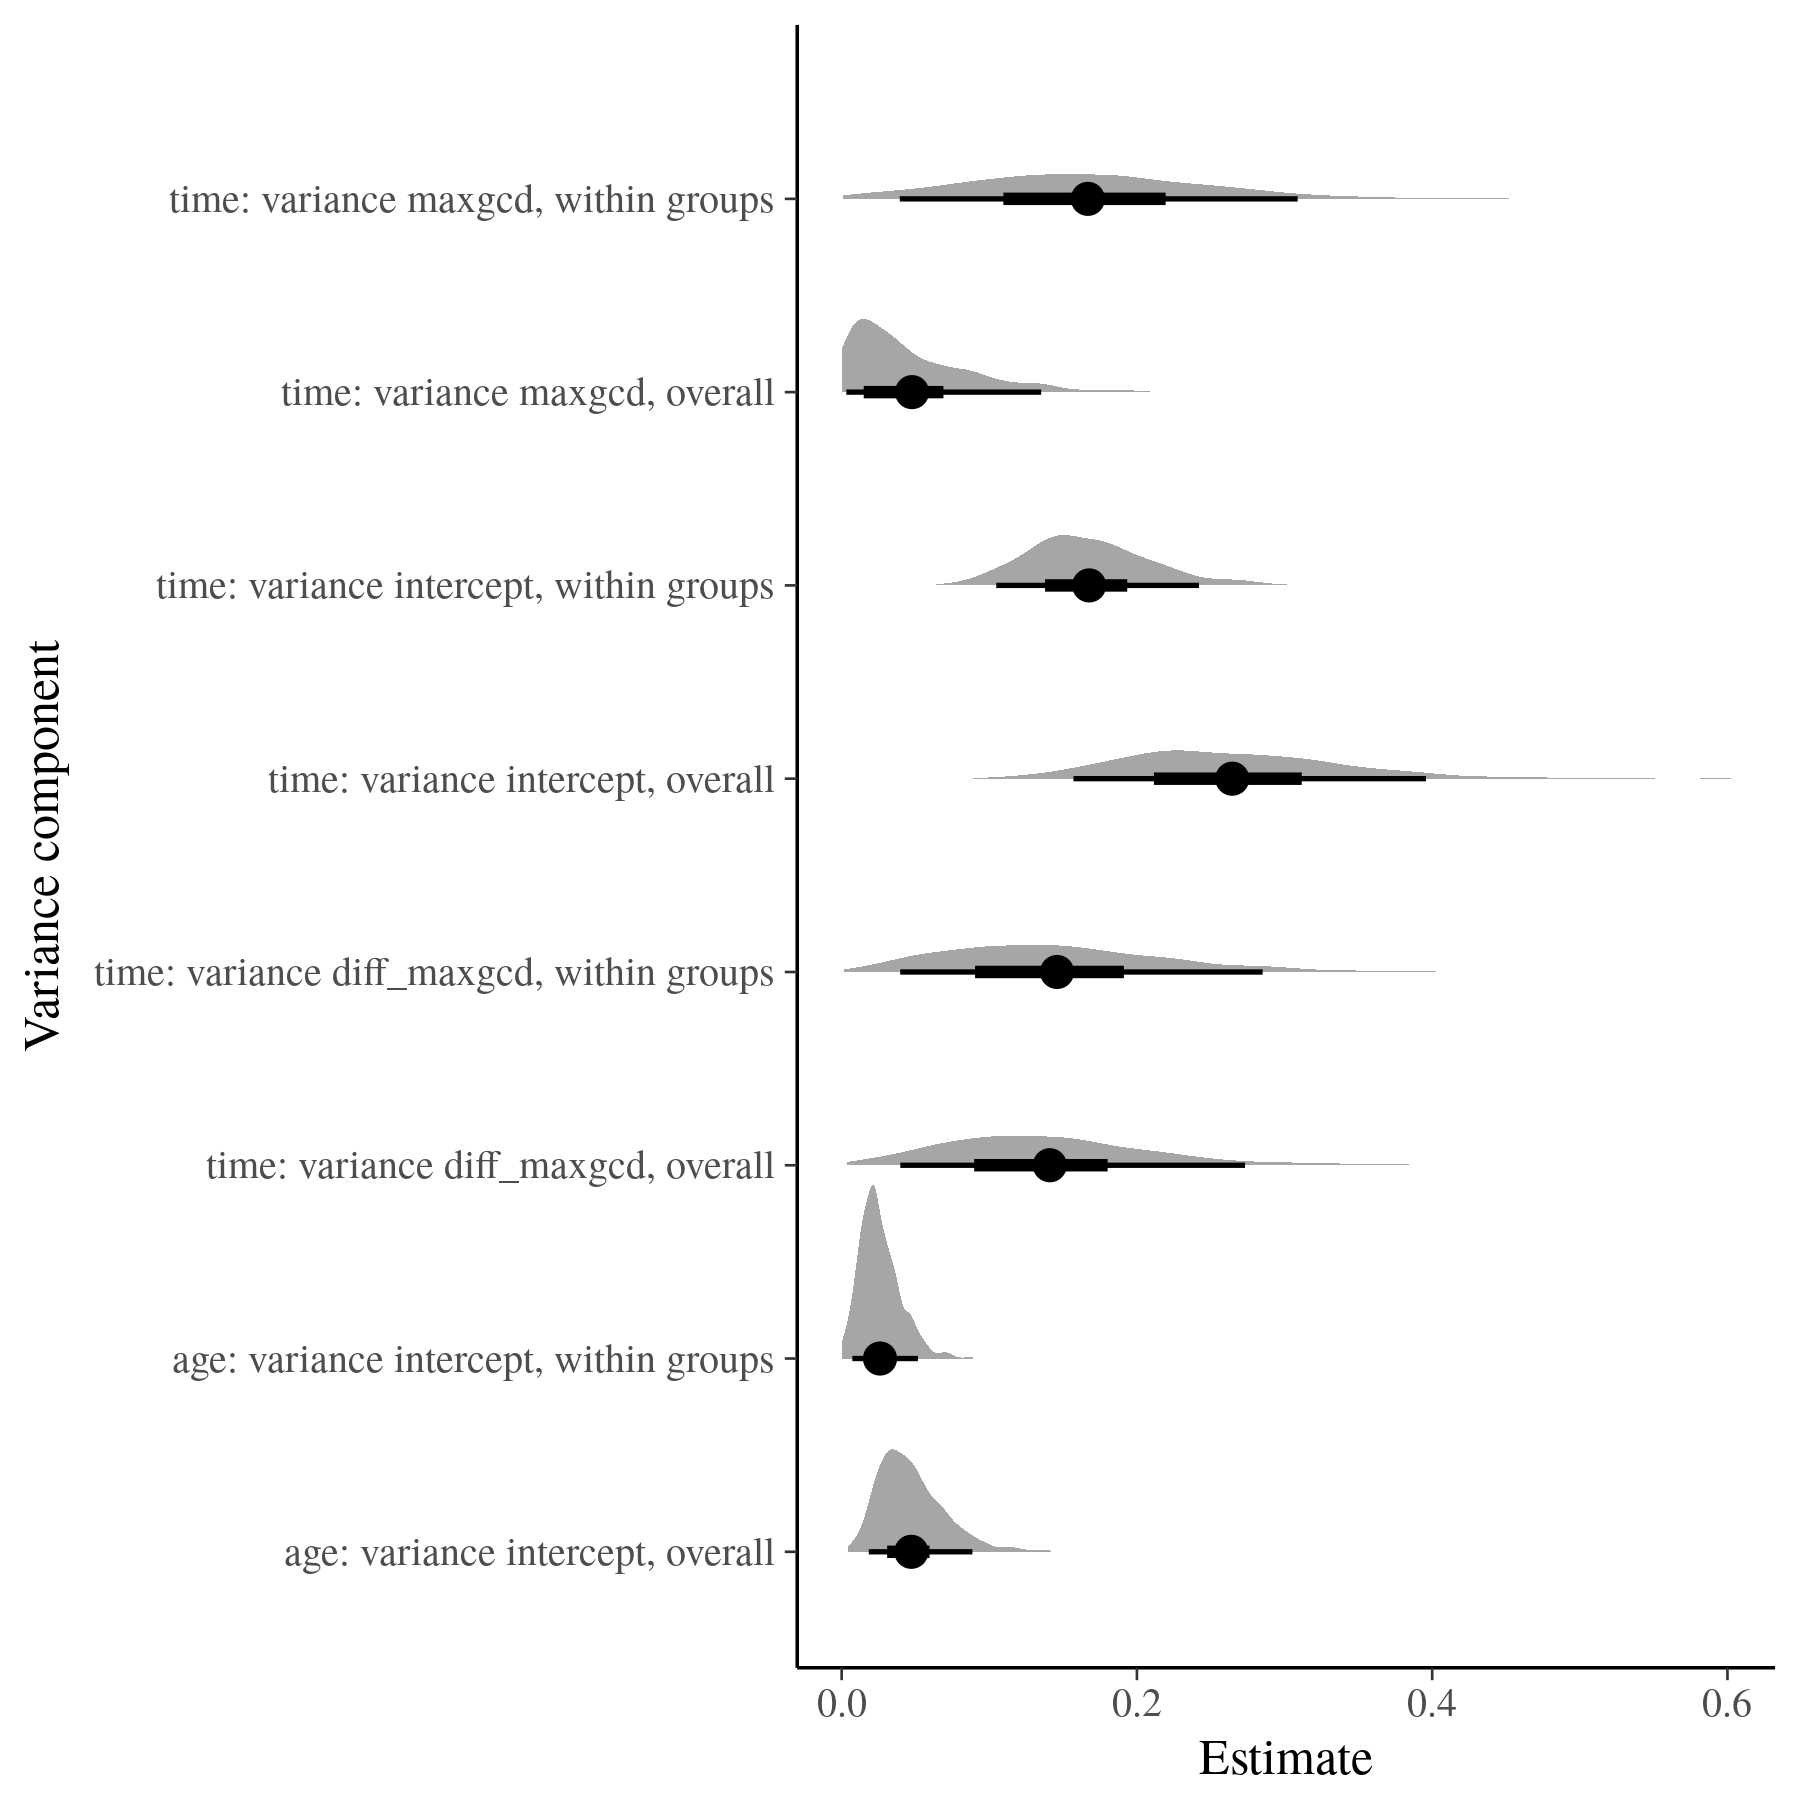 time: variance maxgcd, within groups
time: variance maxgcd, overall
time: variance intercept, within groups
time: variance intercept, overall
time: variance diff_maxgcd, within groups
time: variance diff_maxgcd, overall
age: variance intercept, within groups
age: variance intercept, overall
Variance component
0.0 0.2 0.4 0.6
Estimate